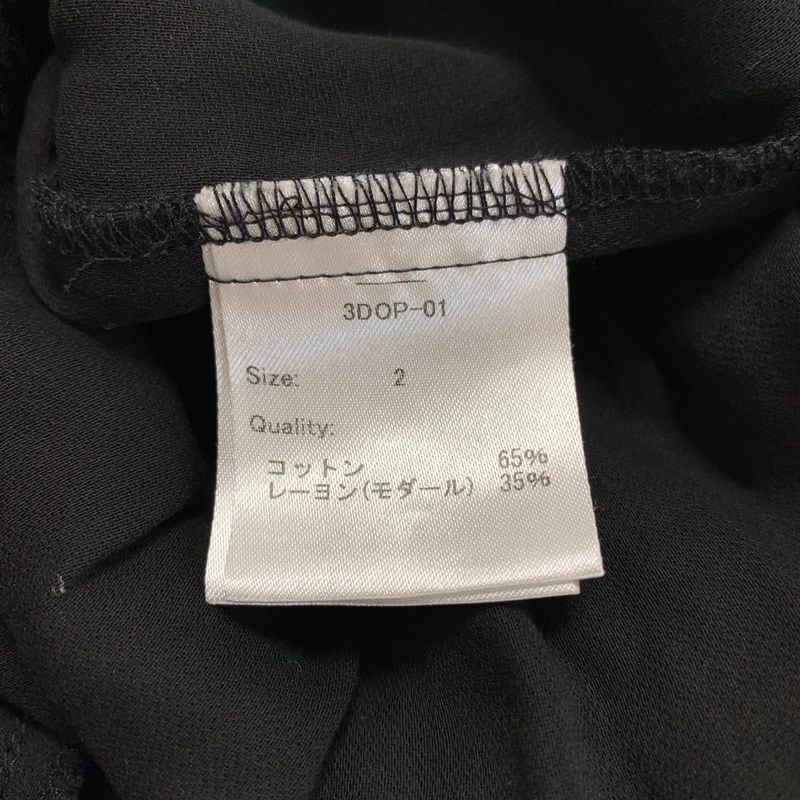 3DOP-01
Size: 2
Quality:
コットン 65%
レーヨン(モダール) 35%